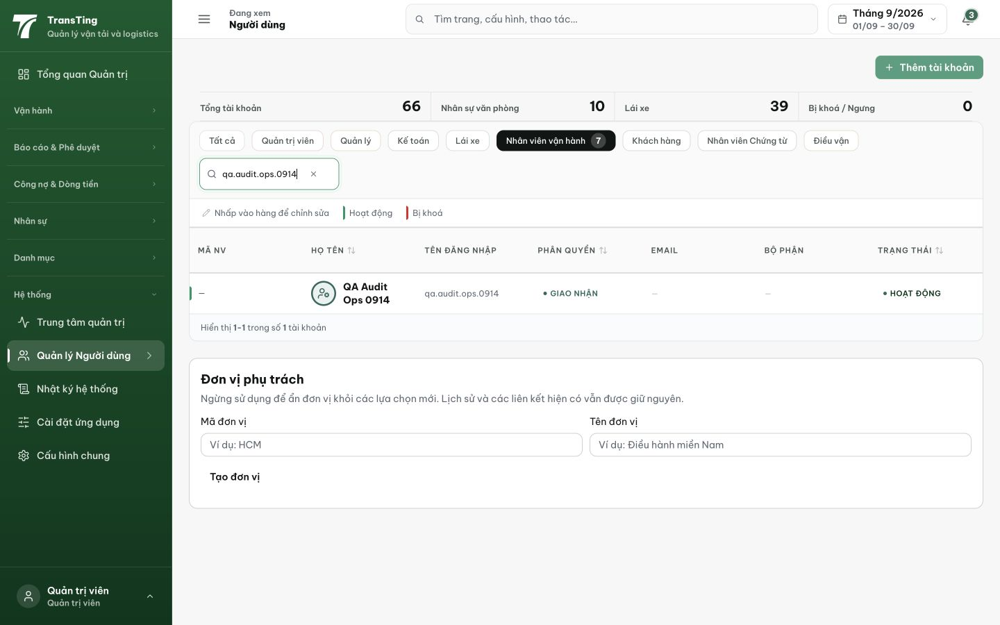 TransTing
Quản lý vận tải và logistics
Tổng quan Quản trị
Vận hành
Báo cáo & Phê duyệt
Công nợ & Dòng tiền
Nhân sự
Danh mục
Hệ thống
Trung tâm quản trị
Quản lý Người dùng
Nhật ký hệ thống
Cài đặt ứng dụng
Cấu hình chung
Quản trị viên
Quản trị viên
Đang xem
Người dùng
Tìm trang, cấu hình, thao tác...
Tháng 9/2026
01/09 – 30/09
3
+ Thêm tài khoản
Tổng tài khoản 66
Nhân sự văn phòng 10
Lái xe 39
Bị khoá / Ngưng 0
Tất cả Quản trị viên Quản lý Kế toán Lái xe Nhân viên vận hành 7 Khách hàng Nhân viên Chứng từ Điều vận
qa.audit.ops.0914
Nhấp vào hàng để chỉnh sửa Hoạt động Bị khoá
MÃ NV HỌ TÊN TÊN ĐĂNG NHẬP PHÂN QUYỀN EMAIL BỘ PHẬN TRẠNG THÁI
— QA Audit Ops 0914 qa.audit.ops.0914 • GIAO NHẬN — — • HOẠT ĐỘNG
Hiển thị 1-1 trong số 1 tài khoản
Đơn vị phụ trách
Ngừng sử dụng để ẩn đơn vị khỏi các lựa chọn mới. Lịch sử và các liên kết hiện có vẫn được giữ nguyên.
Mã đơn vị Tên đơn vị
Ví dụ: HCM Ví dụ: Điều hành miền Nam
Tạo đơn vị